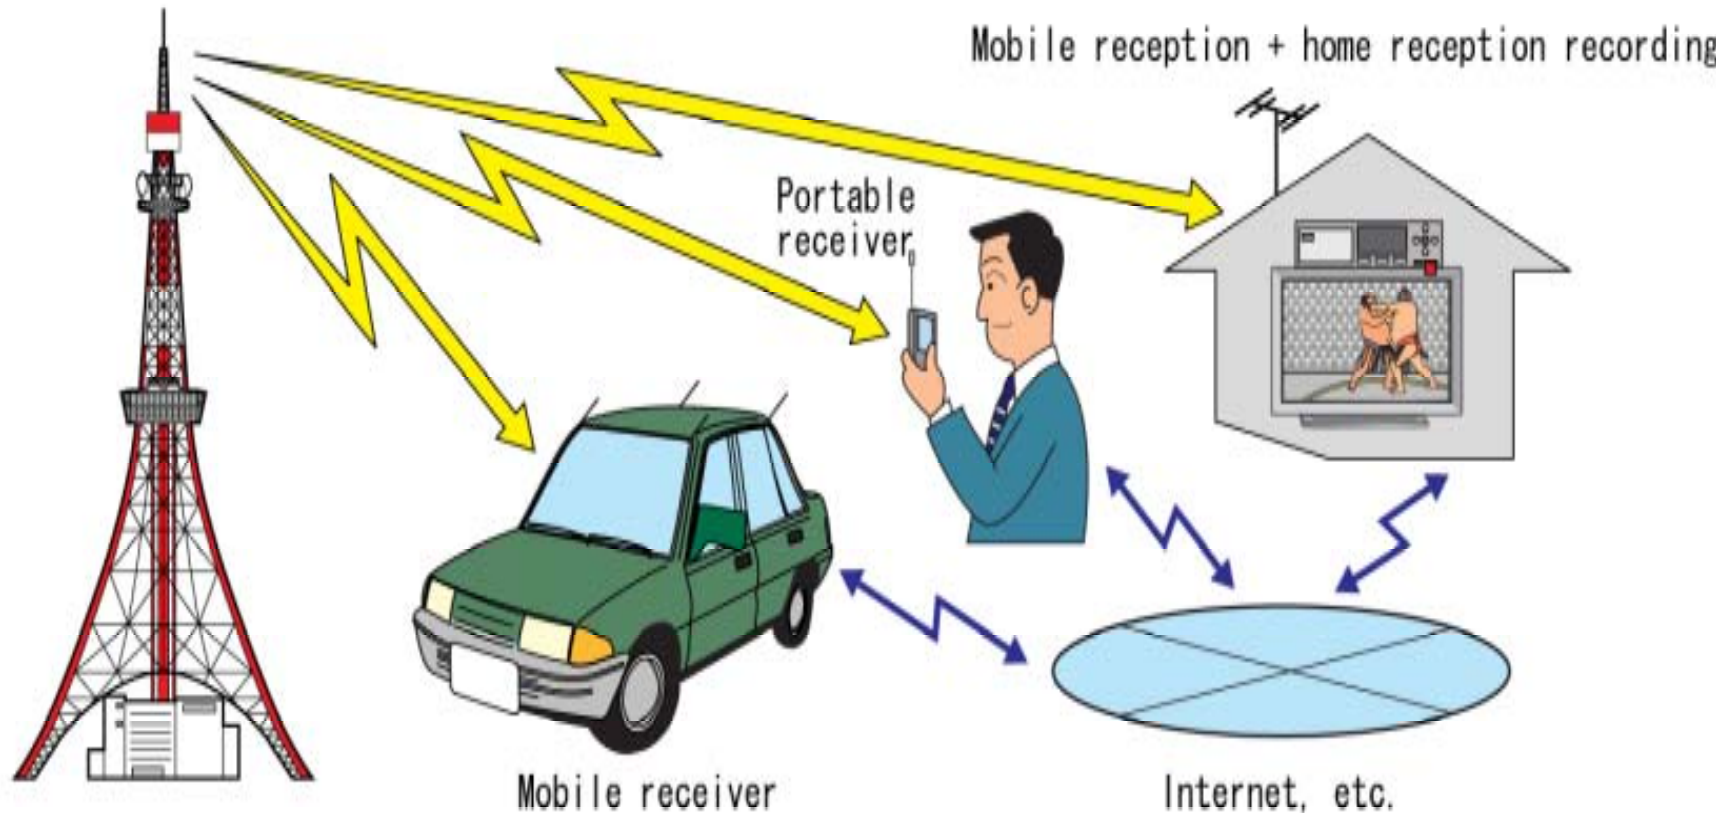 Mobile reception + home reception recording
Portable
receiver
Mobile receiver
Internet, etc.